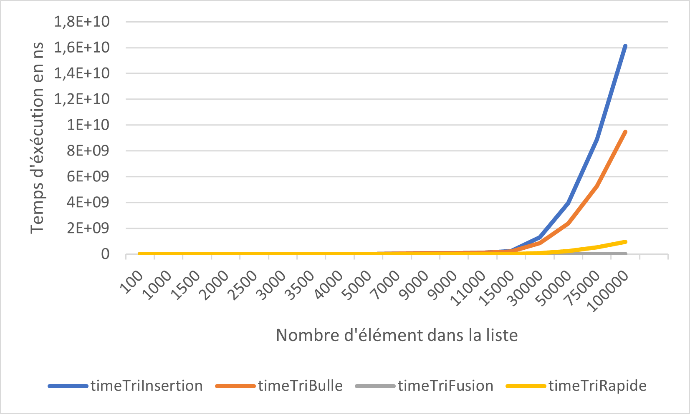 1,8E+10
1,6E+10
1,4E+10
1,2E+10
1E+10
8E+09
6E+09
4E+09
2E+09
0
Temps d'éxécution en ns
100 1000 1500 2000 2500 3000 3500 4000 5000 7000 9000 9000 11000 15000 30000 50000 75000 100000
Nombre d'élément dans la liste
timeTriInsertion timeTriBulle timeTriFusion timeTriRapide